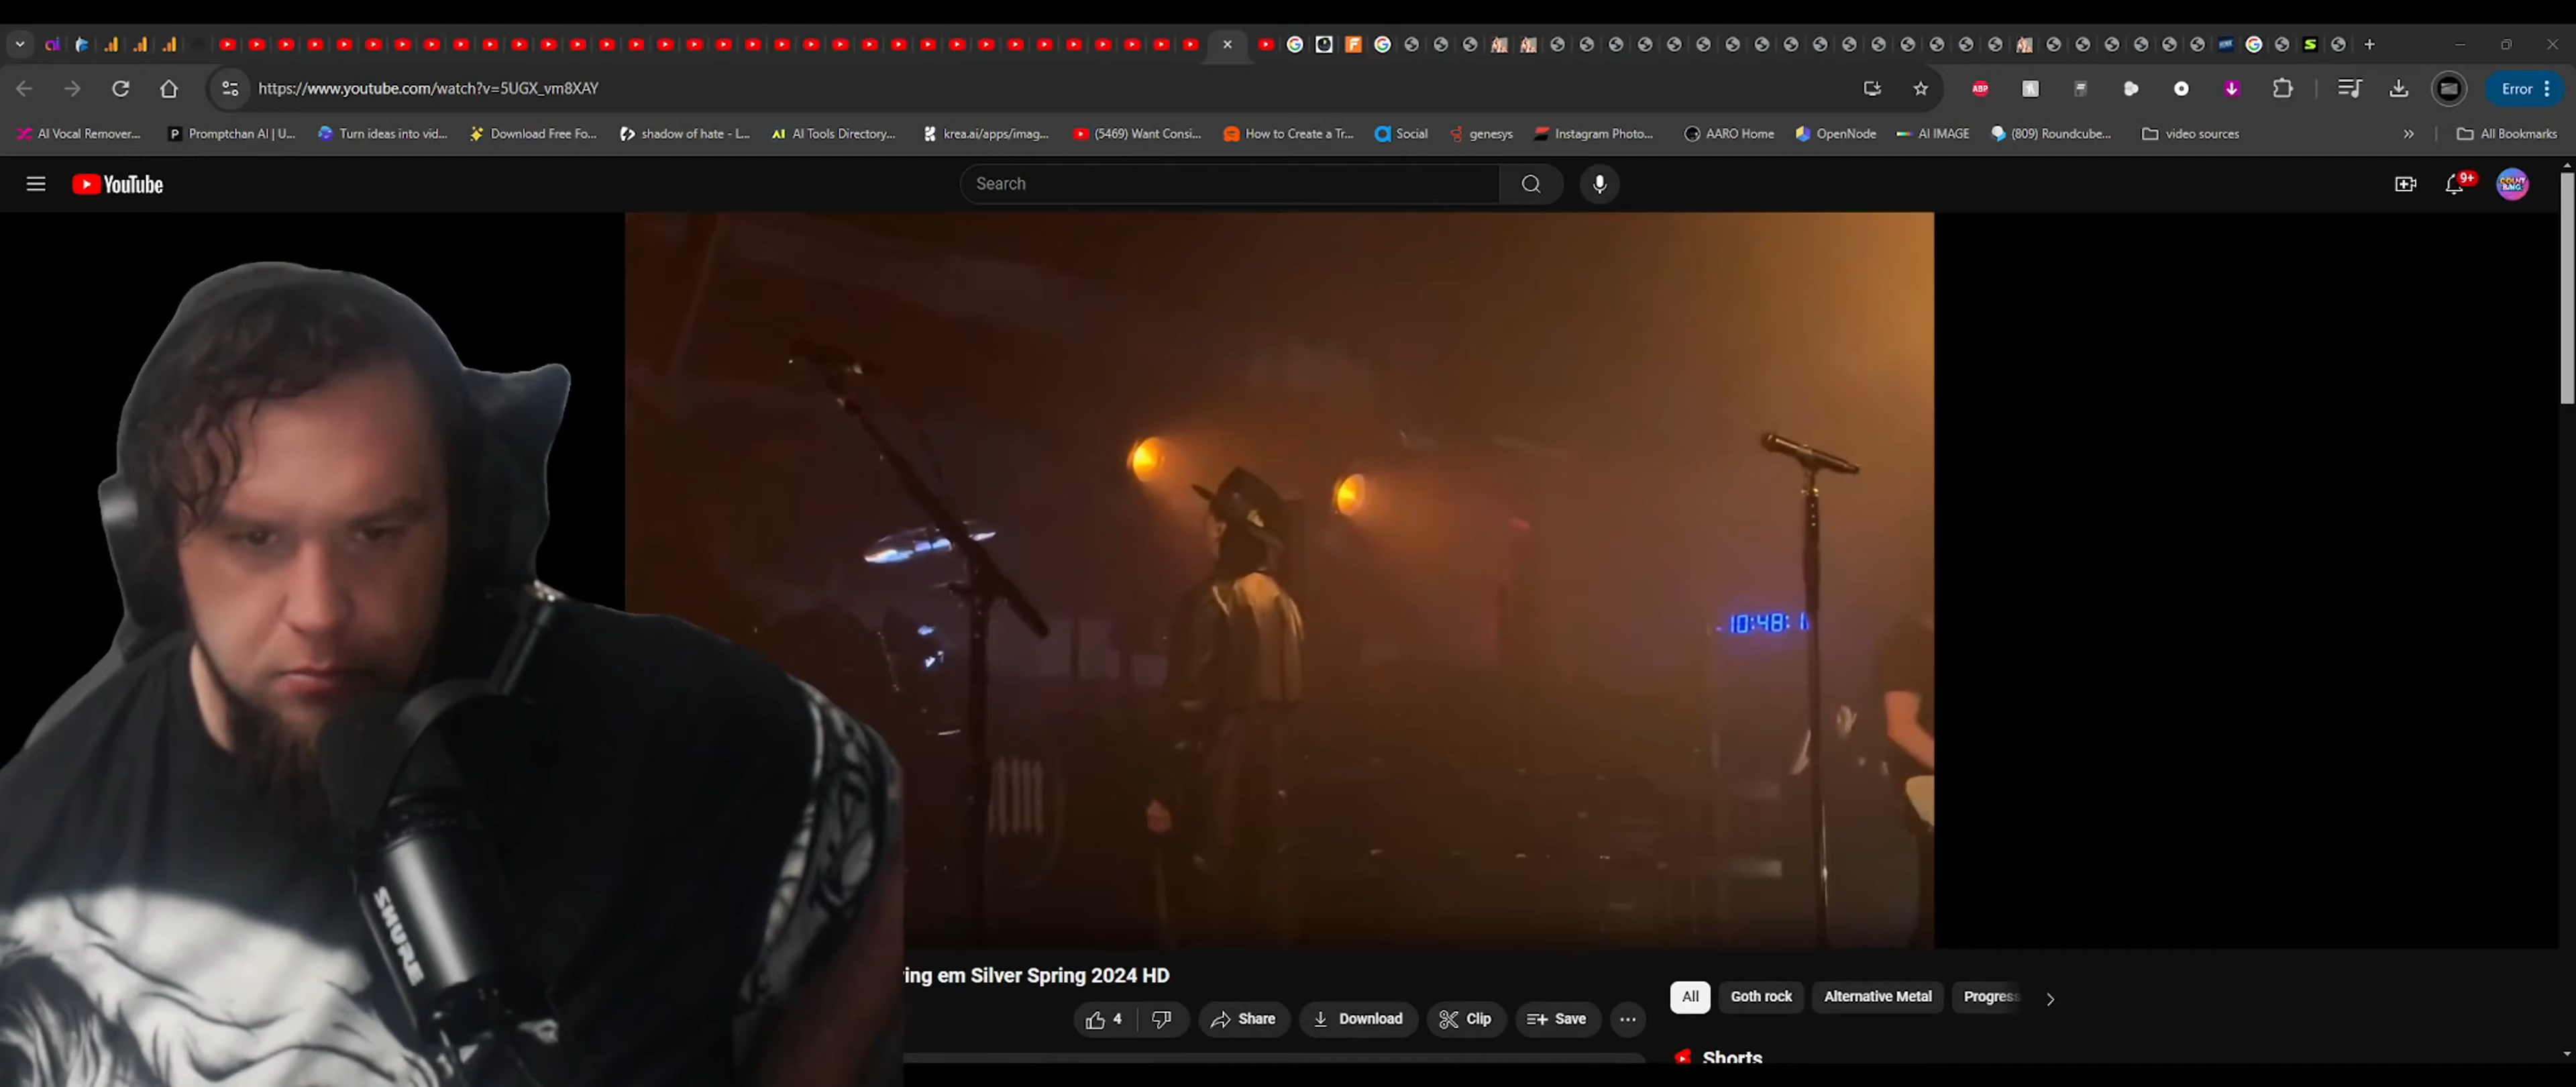 https://www.youtube.com/watch?v=5UGX_vm8XAY
Error
AI Vocal Remover...
Promptchan AI | U...
Turn ideas into vid...
Download Free Fo...
shadow of hate - L...
AI Tools Directory...
krea.ai/apps/imag...
(5469) Want Consi...
How to Create a Tr...
Social
genesys
Instagram Photo...
AARO Home
OpenNode
AI IMAGE
(809) Roundcube...
video sources
All Bookmarks
YouTube
Search
9+
10:48:1
SHURE
ring em Silver Spring 2024 HD
4
Share
Download
Clip
Save
All
Goth rock
Alternative Metal
Progress
Shorts